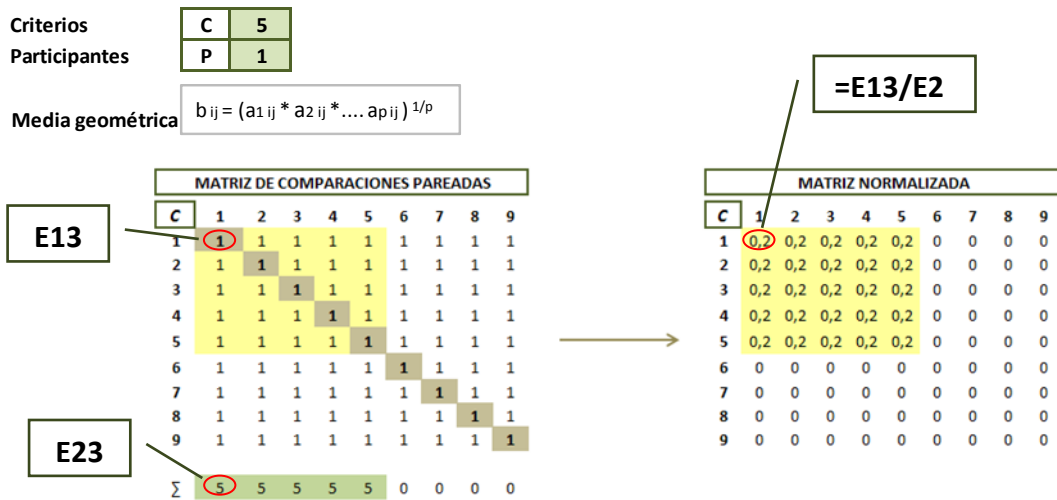 Criterios C 5
Participantes P 1
=E13/E2
Media geométrica b ij = (a1 ij * a2 ij * .... ap ij ) 1/p
MATRIZ DE COMPARACIONES PAREADAS
C 1 2 3 4 5 6 7 8 9
E13
1 1 1 1 1 1 1 1 1 1
2 1 1 1 1 1 1 1 1 1
3 1 1 1 1 1 1 1 1 1
4 1 1 1 1 1 1 1 1 1
5 1 1 1 1 1 1 1 1 1
6 1 1 1 1 1 1 1 1 1
7 1 1 1 1 1 1 1 1 1
8 1 1 1 1 1 1 1 1 1
9 1 1 1 1 1 1 1 1 1
E23
∑ 5 5 5 5 5 0 0 0 0
MATRIZ NORMALIZADA
C 1 2 3 4 5 6 7 8 9
1 0,2 0,2 0,2 0,2 0,2 0 0 0 0
2 0,2 0,2 0,2 0,2 0,2 0 0 0 0
3 0,2 0,2 0,2 0,2 0,2 0 0 0 0
4 0,2 0,2 0,2 0,2 0,2 0 0 0 0
5 0,2 0,2 0,2 0,2 0,2 0 0 0 0
6 0 0 0 0 0 0 0 0 0
7 0 0 0 0 0 0 0 0 0
8 0 0 0 0 0 0 0 0 0
9 0 0 0 0 0 0 0 0 0